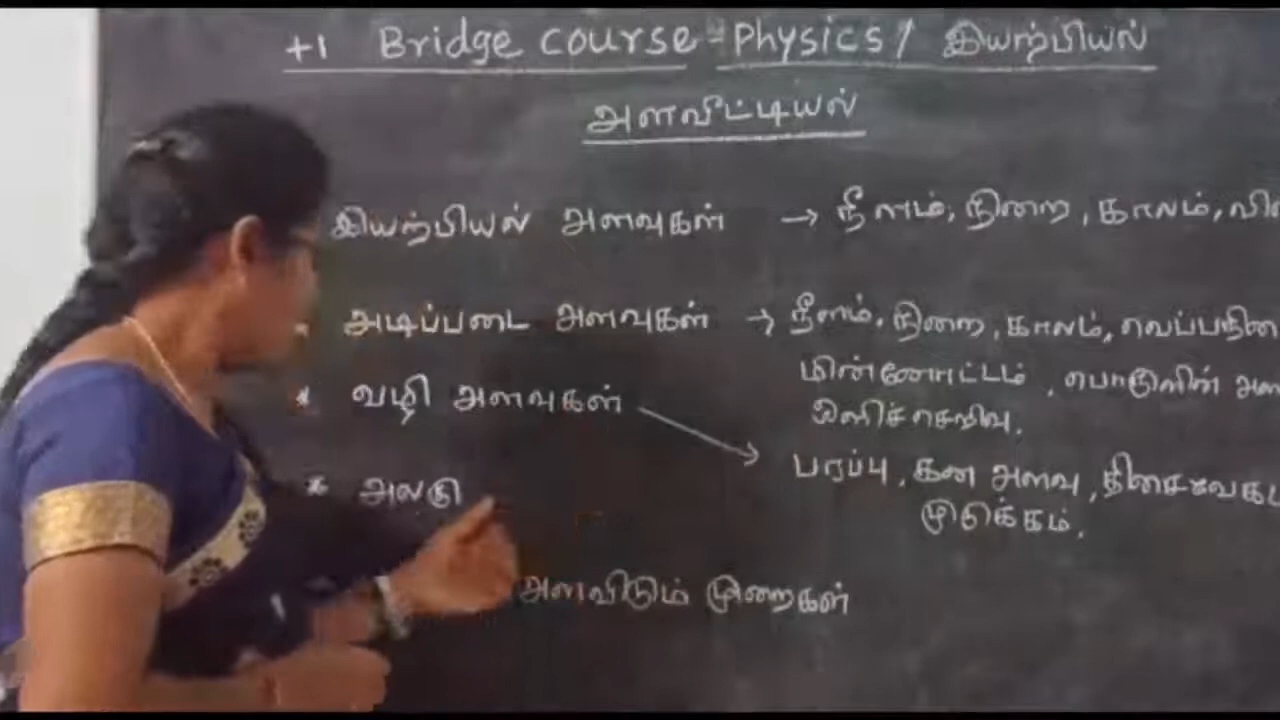 +1 Bridge course - Physics / இயற்பியல்
அளவீட்டியல்
இயற்பியல் அளவுகள் → நீளம், நிறை, காலம்,
* அடிப்படை அளவுகள் → நீளம், நிறை, காலம், வெப்பநிலை
மின்னோட்டம், பொருளின்
ஒளிச்செறிவு.
* வழி அளவுகள்
பரப்பு, கன அளவு, திசைவேகம்
முடுக்கம்.
* அலகு
அளவிடும் முறைகள்